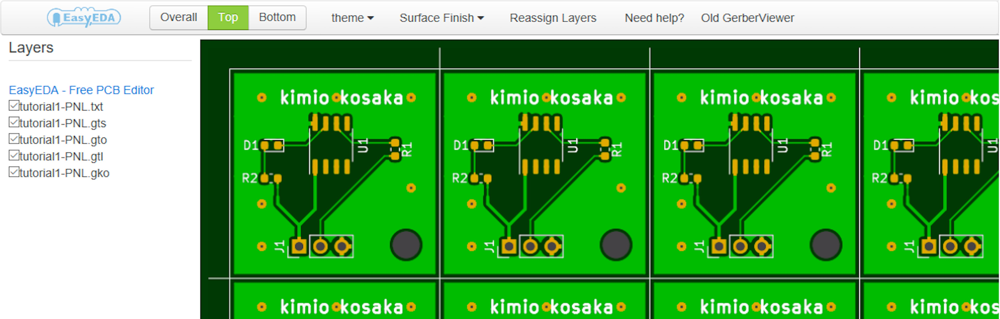 EasyEDA Overall Top Bottom theme Surface Finish Reassign Layers Need help? Old GerberViewer
Layers
EasyEDA - Free PCB Editor
tutorial1-PNL.txt
tutorial1-PNL.gts
tutorial1-PNL.gto
tutorial1-PNL.gtl
tutorial1-PNL.gko
kimio kosaka kimio kosaka kimio kosaka kimio kos
D1 U1 R1 D1 U1 R1 D1 U1 R1 D1 U1
R2 R2 R2 R2
J1 J1 J1 J1
kimio kosaka kimio kosaka kimio kosaka kimio kos